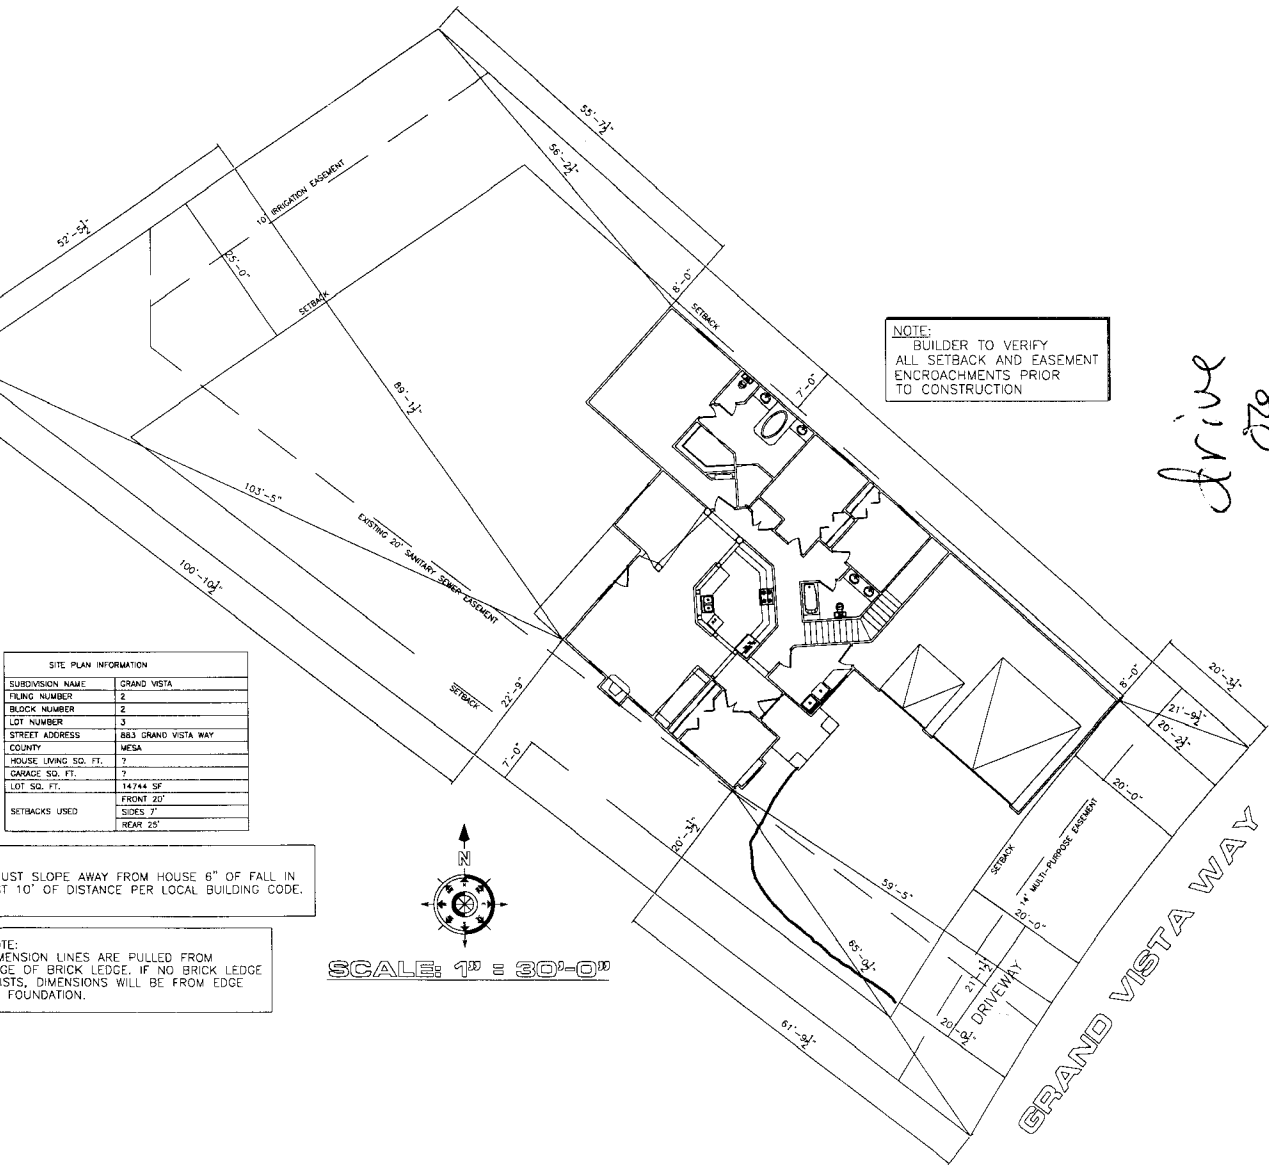 55'-7½"
56'-2½"
52'-5½"
10' IRRIGATION EASEMENT
25'-0"
SETBACK
8'-0"
SETBACK
7'-0"
89'-1½"
NOTE:
BUILDER TO VERIFY
ALL SETBACK AND EASEMENT
ENCROACHMENTS PRIOR
TO CONSTRUCTION
drive
103'-5"
EXISTING 20' SANITARY SEWER EASEMENT
100'-10½"
SETBACK
22'-9"
7'-0"
SITE PLAN INFORMATION
SUBDIVISION NAME GRAND VISTA
FILING NUMBER 2
BLOCK NUMBER 2
LOT NUMBER 3
STREET ADDRESS 883 GRAND VISTA WAY
COUNTY MESA
HOUSE LIVING SQ. FT. ?
GARAGE SQ. FT. ?
LOT SQ. FT. 14744 SF
SETBACKS USED FRONT 20'
SIDES 7'
REAR 25'
8'-0"
20'-3½"
21'-9½"
20'-2½"
20'-0"
20'-3½"
59'-5"
65'-0½"
61'-9½"
SETBACK
14' MULTI-PURPOSE EASEMENT
20'-0"
21'-1½"
20'-0½"
DRIVEWAY
GRAND VISTA WAY
UST SLOPE AWAY FROM HOUSE 6" OF FALL IN
T 10' OF DISTANCE PER LOCAL BUILDING CODE.
TE:
MENSION LINES ARE PULLED FROM
GE OF BRICK LEDGE. IF NO BRICK LEDGE
ISTS, DIMENSIONS WILL BE FROM EDGE
FOUNDATION.
N
SCALE: 1" = 30'-0"